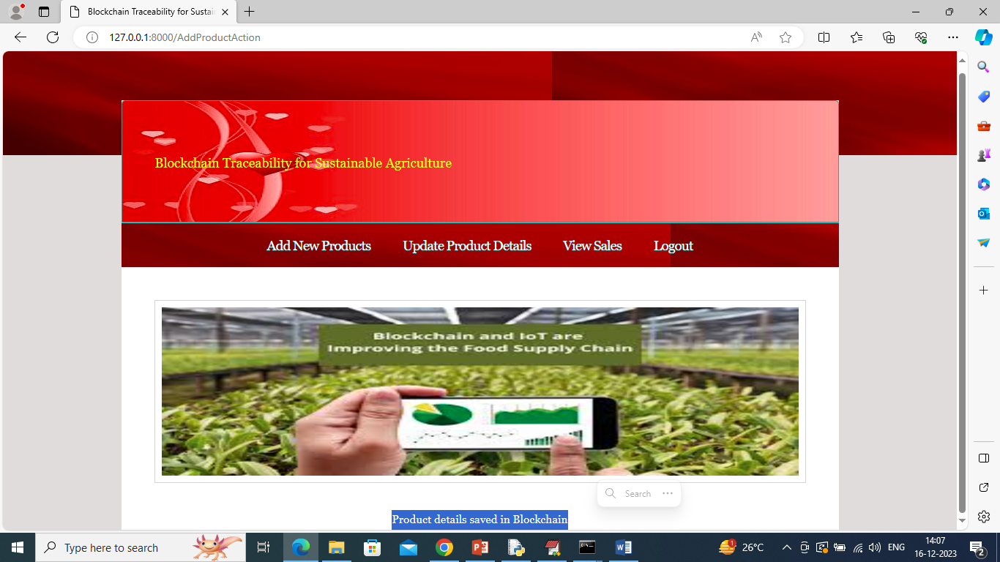 Blockchain Traceability for Sustai
127.0.0.1:8000/AddProductAction
Blockchain Traceability for Sustainable Agriculture
Add New Products Update Product Details View Sales Logout
Blockchain and IoT are
Improving the Food Supply Chain
Search
Product details saved in Blockchain
Type here to search
1
26°C
ENG
14:07
16-12-2023
2